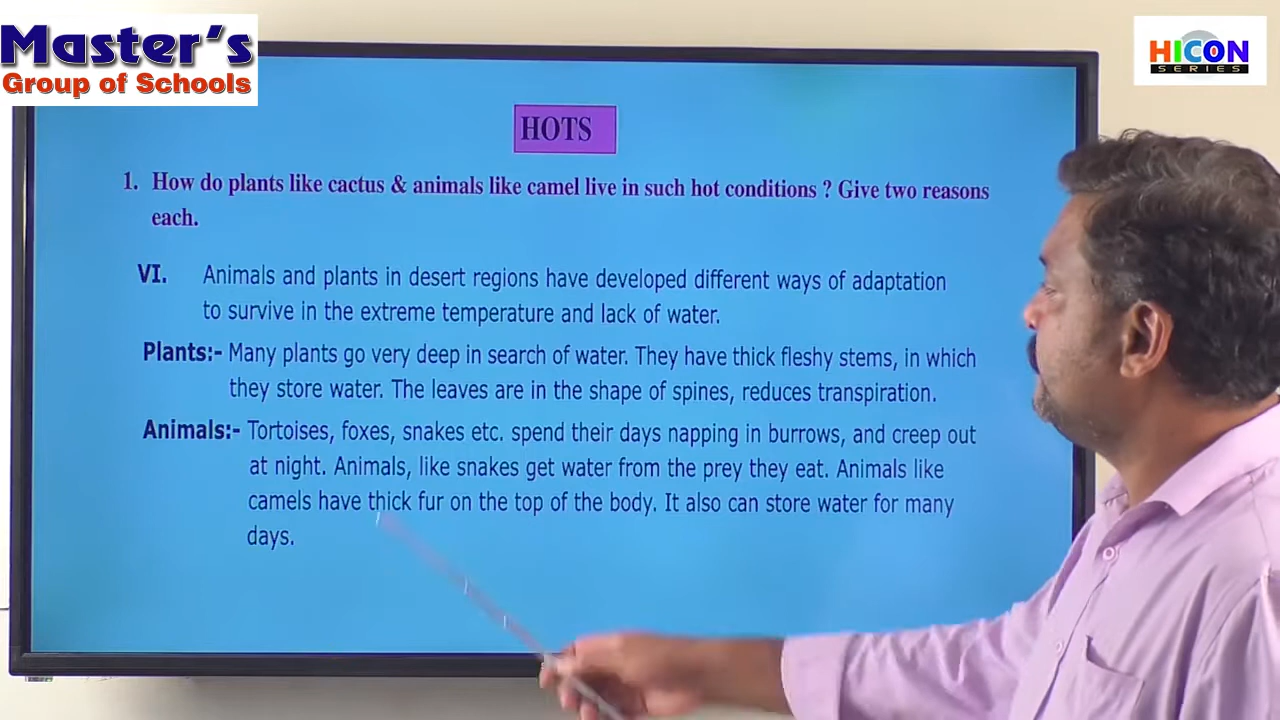 Master's
Group of Schools
HICON
SERIES
HOTS
1. How do plants like cactus & animals like camel live in such hot conditions ? Give two reasons
each.
VI. Animals and plants in desert regions have developed different ways of adaptation
to survive in the extreme temperature and lack of water.
Plants:- Many plants go very deep in search of water. They have thick fleshy stems, in which
they store water. The leaves are in the shape of spines, reduces transpiration.
Animals:- Tortoises, foxes, snakes etc. spend their days napping in burrows, and creep out
at night. Animals, like snakes get water from the prey they eat. Animals like
camels have thick fur on the top of the body. It also can store water for many
days.